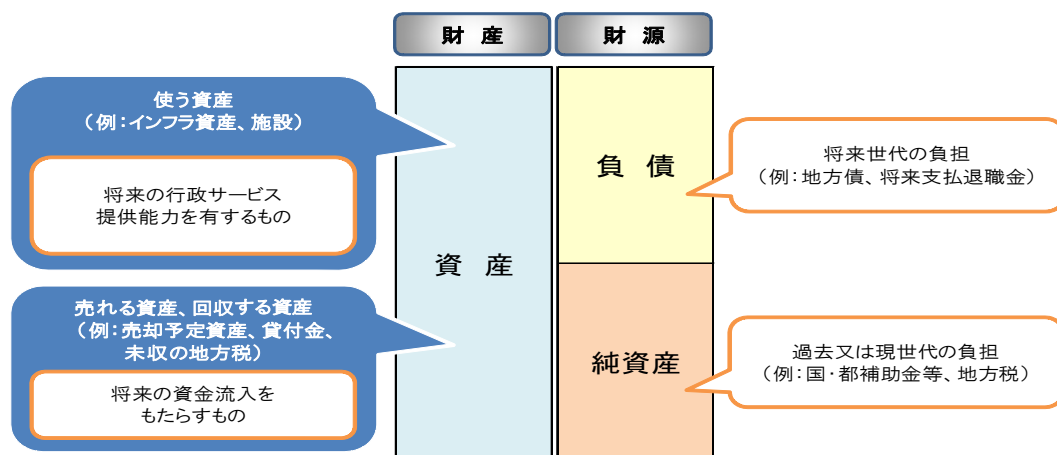 財 産
財 源
使う資産
（例：インフラ資産、施設）
将来の行政サービス
提供能力を有するもの
売れる資産、回収する資産
（例：売却予定資産、貸付金、
未収の地方税）
将来の資金流入を
もたらすもの
資 産
負 債
純資産
将来世代の負担
（例：地方債、将来支払退職金）
過去又は現世代の負担
（例：国・都補助金等、地方税）